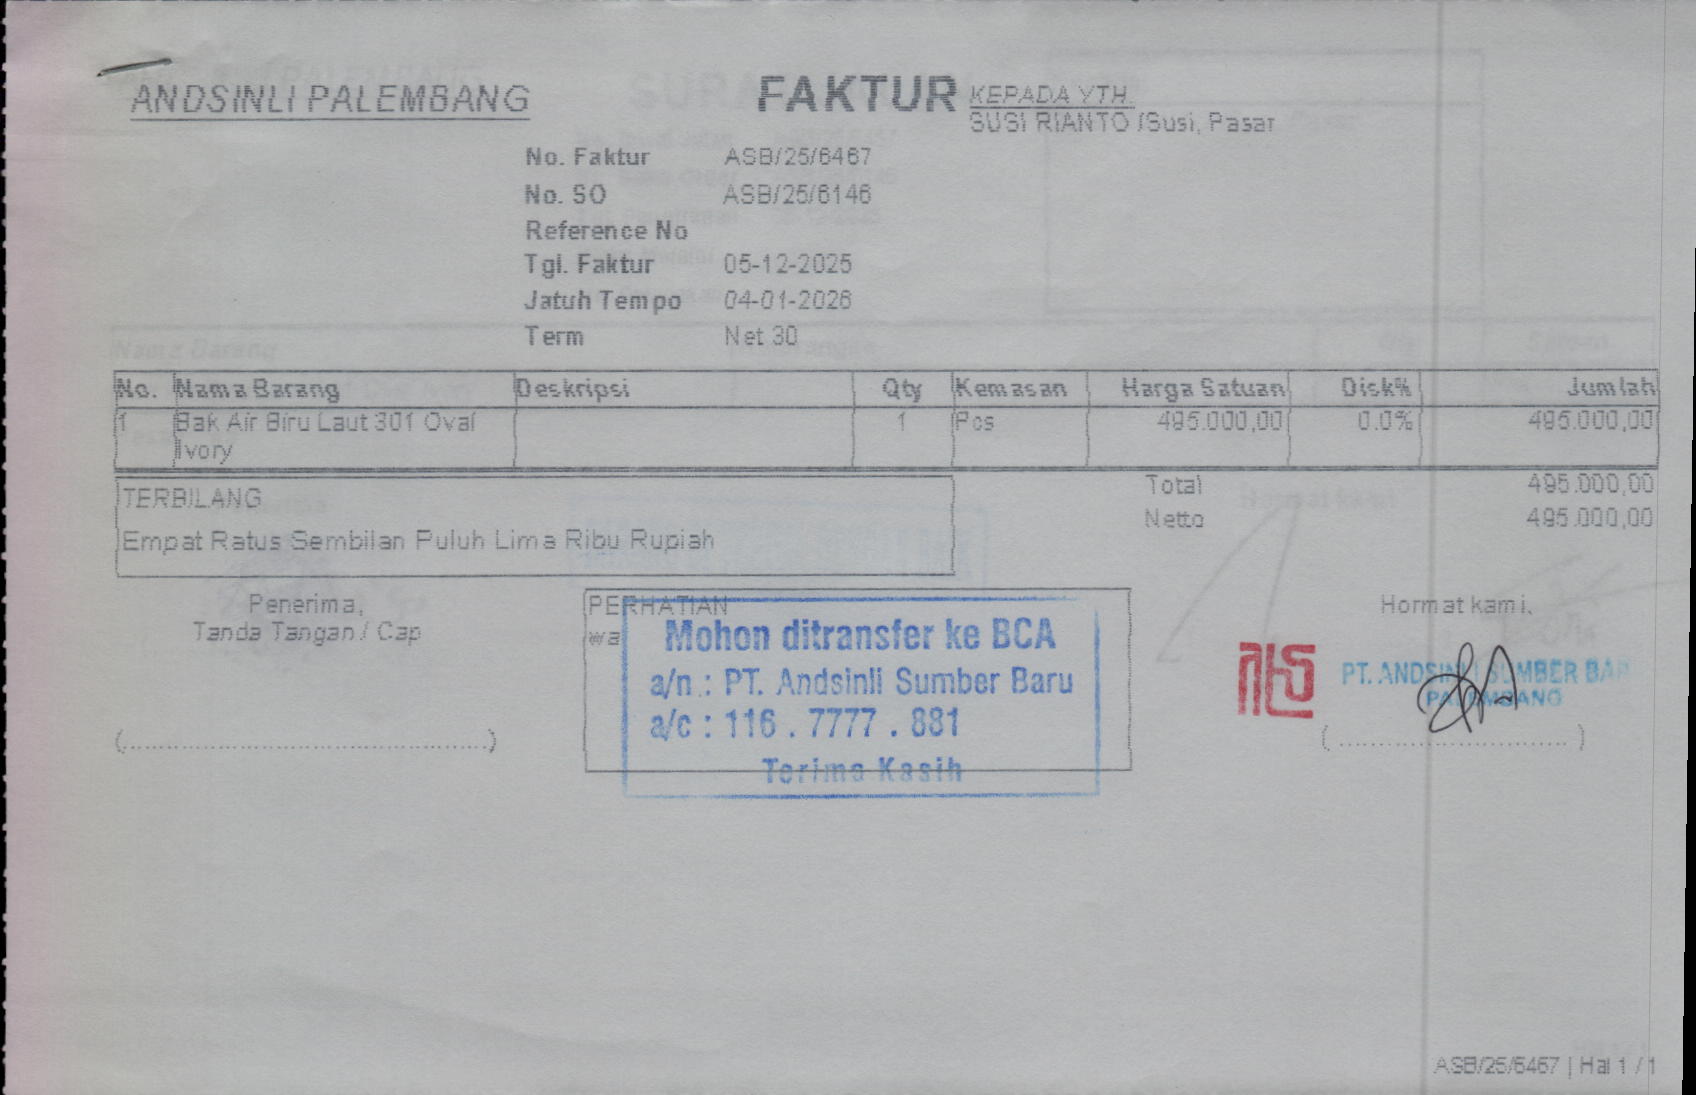 ANDSINLI PALEMBANG
FAKTUR
KEPADA YTH.
SUSI RIANTO (Susi, Pasar
No. Faktur ASB/25/6467
No. SO ASB/25/6146
Reference No
Tgl. Faktur 05-12-2025
Jatuh Tempo 04-01-2026
Term Net 30
No. Nama Barang Deskripsi Qty Kemasan Harga Satuan Disk% Jumlah
1 Bak Air Biru Laut 301 Oval 1 Pcs 495.000,00 0.0% 495.000,00
Ivory
Total 495.000,00
Netto 495.000,00
TERBILANG
Empat Ratus Sembilan Puluh Lima Ribu Rupiah
Penerima,
Tanda Tangan / Cap
(...........................................................)
PERHATIAN
wa
Mohon ditransfer ke BCA
a/n : PT. Andsinli Sumber Baru
a/c : 116 . 7777 . 881
Terima Kasih
Hormat kami,
PT. ANDSINLI SUMBER BAR
PALEMBANG
( ..................................... )
ASB/25/6467 | Hal 1 / 1